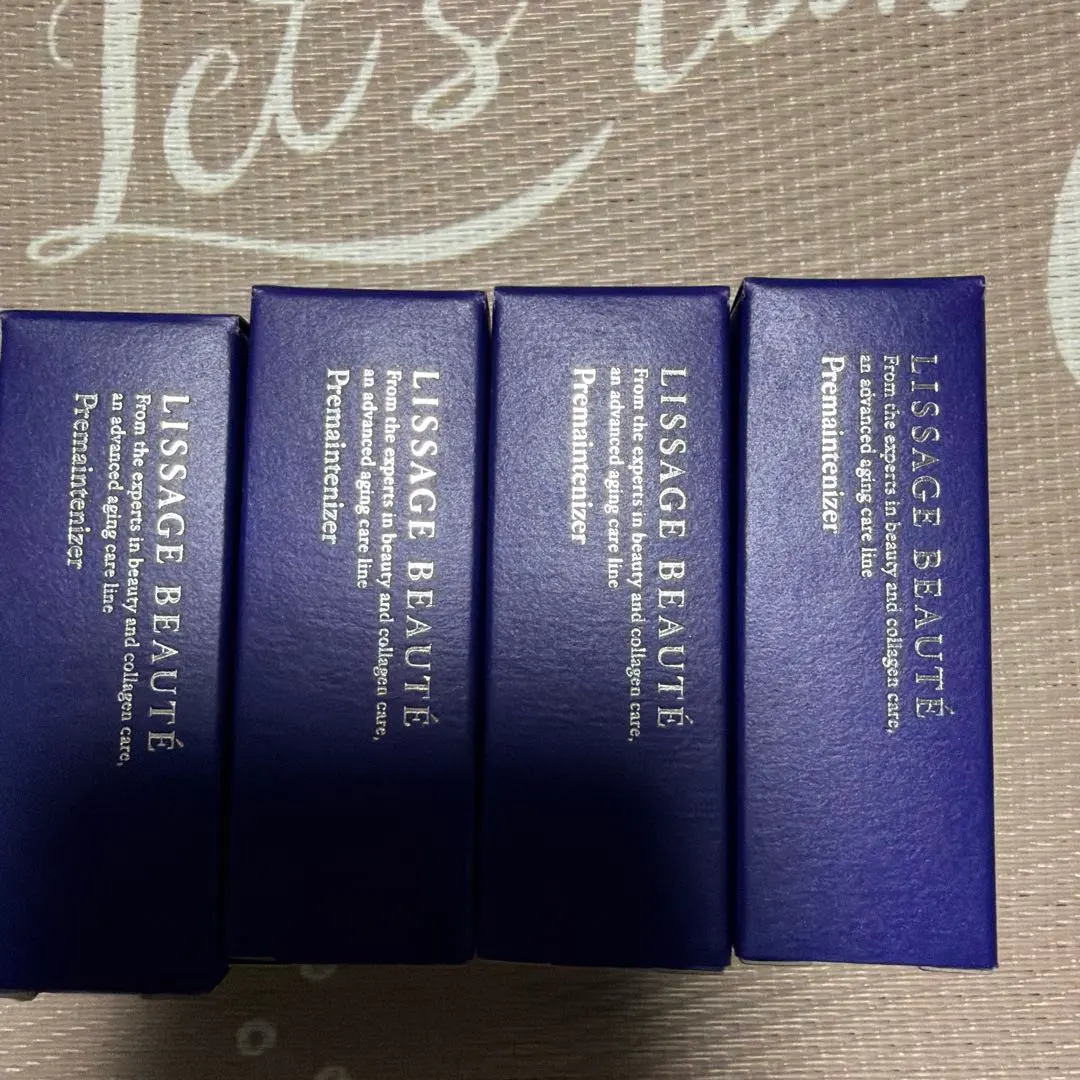 Let's
LISSAGE BEAUTÉ
From the experts in beauty and collagen care,
an advanced aging care line
Premaintenizer
LISSAGE BEAUTÉ
From the experts in beauty and collagen care,
an advanced aging care line
Premaintenizer
LISSAGE BEAUTÉ
From the experts in beauty and collagen care,
an advanced aging care line
Premaintenizer
LISSAGE BEAUTÉ
From the experts in beauty and collagen care,
an advanced aging care line
Premaintenizer